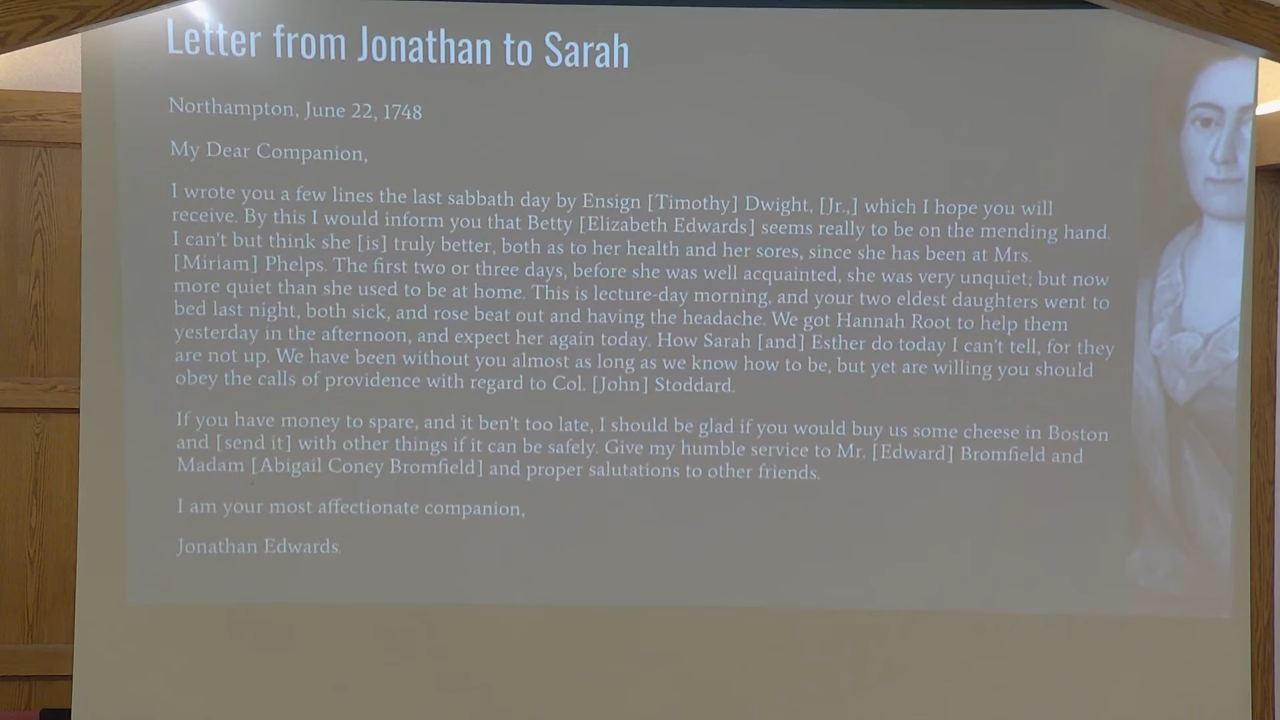 Letter from Jonathan to Sarah
Northampton, June 22, 1748
My Dear Companion,
I wrote you a few lines the last sabbath day by Ensign [Timothy] Dwight, [Jr.,] which I hope you will
receive. By this I would inform you that Betty [Elizabeth Edwards] seems really to be on the mending hand.
I can't but think she [is] truly better, both as to her health and her sores, since she has been at Mrs.
[Miriam] Phelps. The first two or three days, before she was well acquainted, she was very unquiet; but now
more quiet than she used to be at home. This is lecture-day morning, and your two eldest daughters went to
bed last night, both sick, and rose beat out and having the headache. We got Hannah Root to help them
yesterday in the afternoon, and expect her again today. How Sarah [and] Esther do today I can't tell, for they
are not up. We have been without you almost as long as we know how to be, but yet are willing you should
obey the calls of providence with regard to Col. [John] Stoddard.
If you have money to spare, and it ben't too late, I should be glad if you would buy us some cheese in Boston
and [send it] with other things if it can be safely. Give my humble service to Mr. [Edward] Bromfield and
Madam [Abigail Coney Bromfield] and proper salutations to other friends.
I am your most affectionate companion,
Jonathan Edwards.